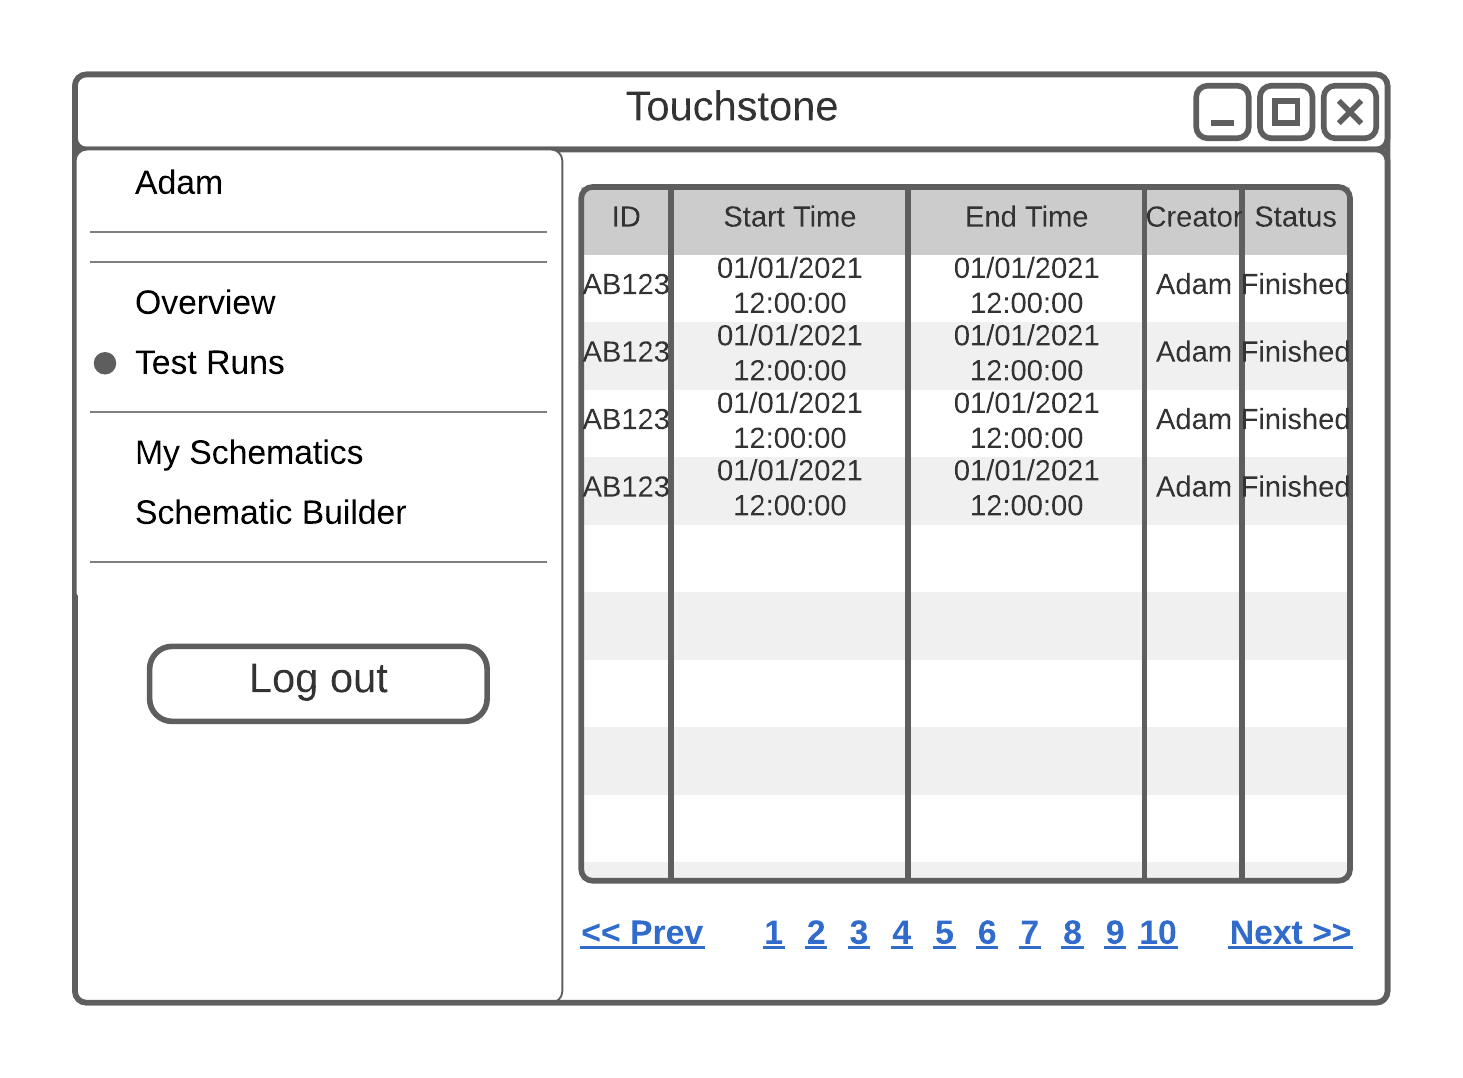 Touchstone
Adam
Overview
Test Runs
My Schematics
Schematic Builder
Log out
ID Start Time End Time Creator Status
AB123 01/01/2021 12:00:00 01/01/2021 12:00:00 Adam Finished
AB123 01/01/2021 12:00:00 01/01/2021 12:00:00 Adam Finished
AB123 01/01/2021 12:00:00 01/01/2021 12:00:00 Adam Finished
AB123 01/01/2021 12:00:00 01/01/2021 12:00:00 Adam Finished
<< Prev 1 2 3 4 5 6 7 8 9 10 Next >>